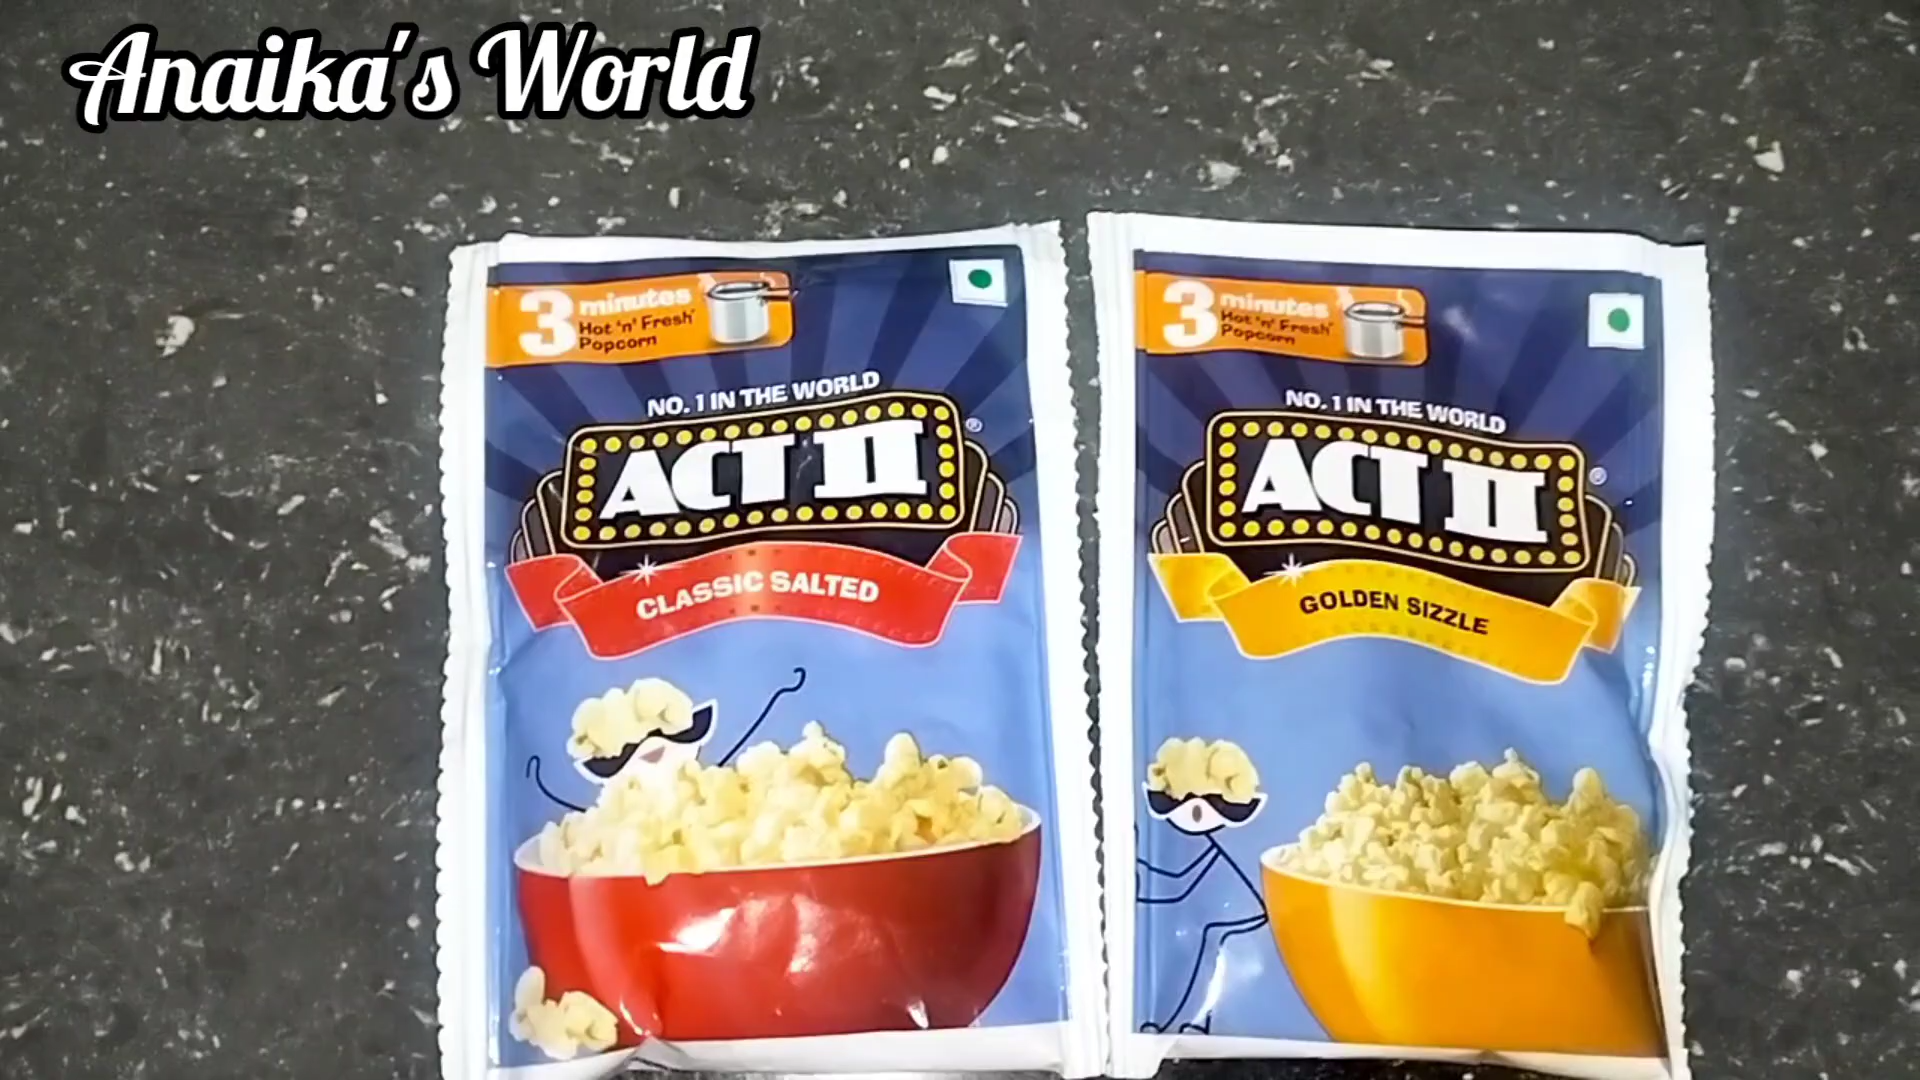 Anaika's World
3 minutes
Hot 'n' Fresh
Popcorn
NO. 1 IN THE WORLD
ACT II®
CLASSIC SALTED
3 minutes
Hot 'n' Fresh
Popcorn
NO. 1 IN THE WORLD
ACT II®
GOLDEN SIZZLE